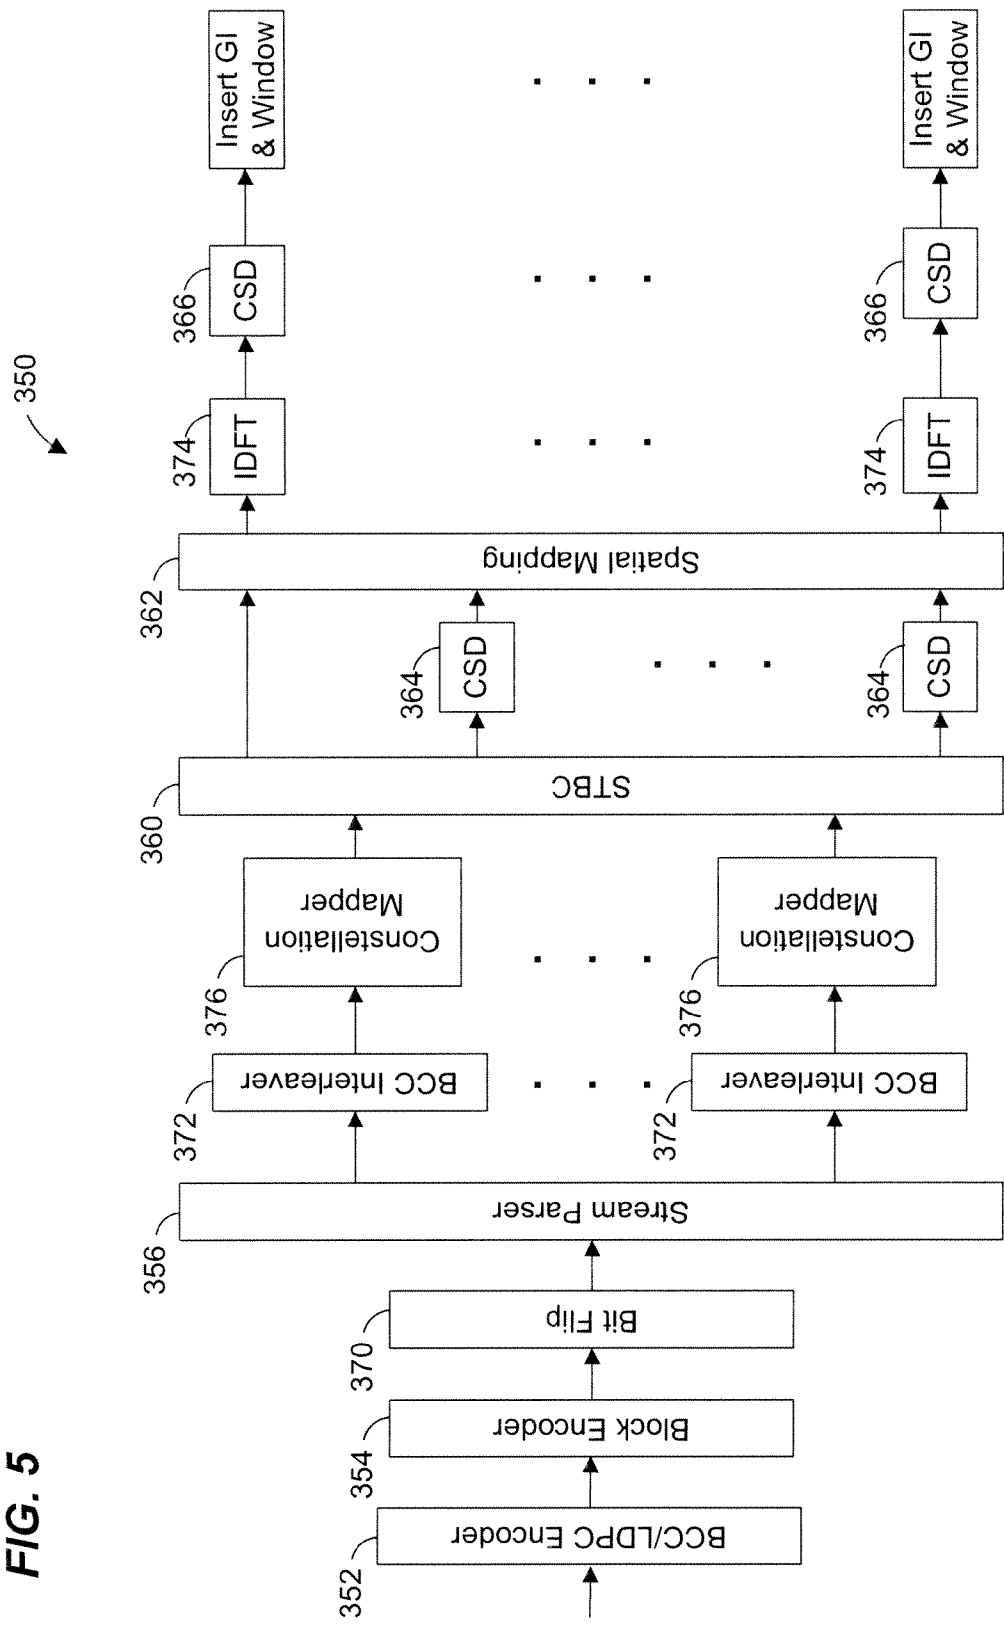 FIG. 5
350
352
BCC/LDPC Encoder
354
Block Encoder
370
Bit Flip
356
Stream Parser
372
BCC Interleaver
376
Constellation
Mapper
372
BCC Interleaver
376
Constellation
Mapper
360
STBC
364
CSD
364
CSD
362
Spatial Mapping
374
IDFT
366
CSD
Insert GI
& Window
374
IDFT
366
CSD
Insert GI
& Window